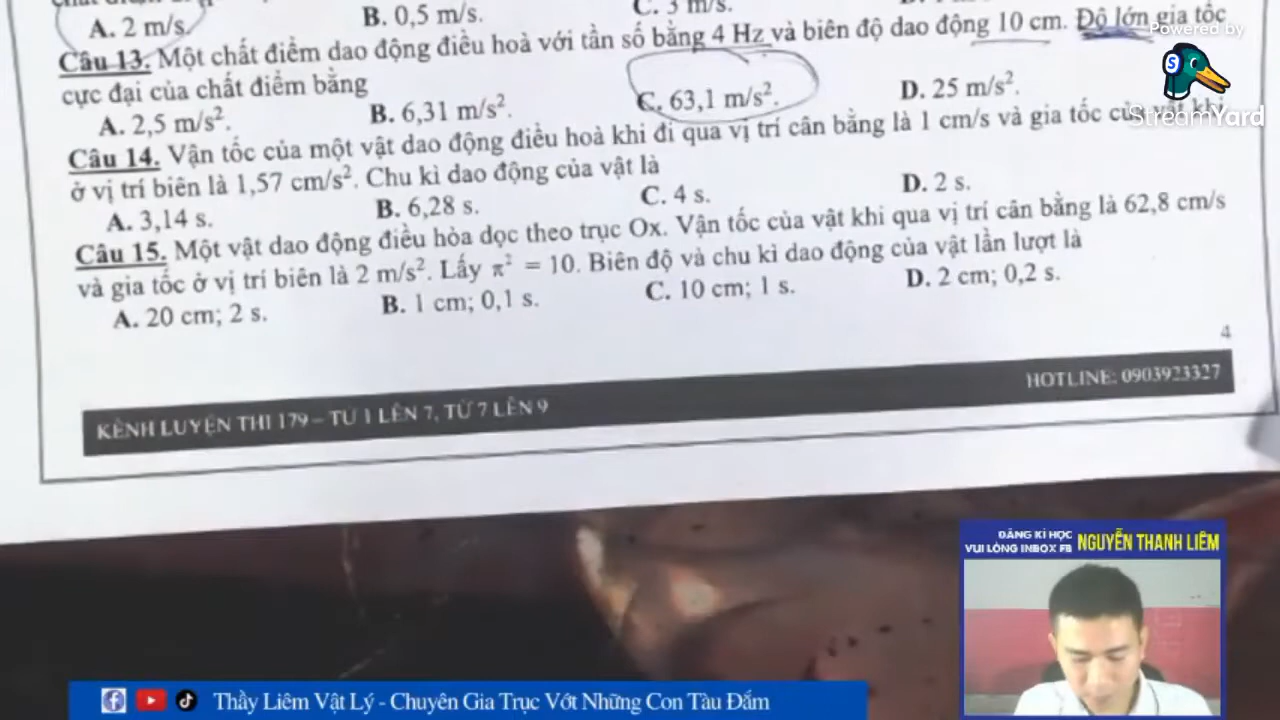 A. 2 m/s.
B. 0,5 m/s.
C. 3 m/s.
Câu 13. Một chất điểm dao động điều hoà với tần số bằng 4 Hz và biên độ dao động 10 cm. Độ lớn gia tốc
cực đại của chất điểm bằng
A. 2,5 m/s².
B. 6,31 m/s².
C. 63,1 m/s².
D. 25 m/s².
Câu 14. Vận tốc của một vật dao động điều hoà khi đi qua vị trí cân bằng là 1 cm/s và gia tốc của vật khi
ở vị trí biên là 1,57 cm/s². Chu kì dao động của vật là
A. 3,14 s.
B. 6,28 s.
C. 4 s.
D. 2 s.
Câu 15. Một vật dao động điều hòa dọc theo trục Ox. Vận tốc của vật khi qua vị trí cân bằng là 62,8 cm/s
và gia tốc ở vị trí biên là 2 m/s². Lấy π² = 10. Biên độ và chu kì dao động của vật lần lượt là
A. 20 cm; 2 s.
B. 1 cm; 0,1 s.
C. 10 cm; 1 s.
D. 2 cm; 0,2 s.
4
KÊNH LUYỆN THI 179 – TỪ 1 LÊN 7, TỪ 7 LÊN 9
HOTLINE: 0903923327
Powered by
StreamYard
ĐĂNG KÍ HỌC
VUI LÒNG INBOX FB
NGUYỄN THANH LIÊM
Thầy Liêm Vật Lý - Chuyên Gia Trục Vớt Những Con Tàu Đắm